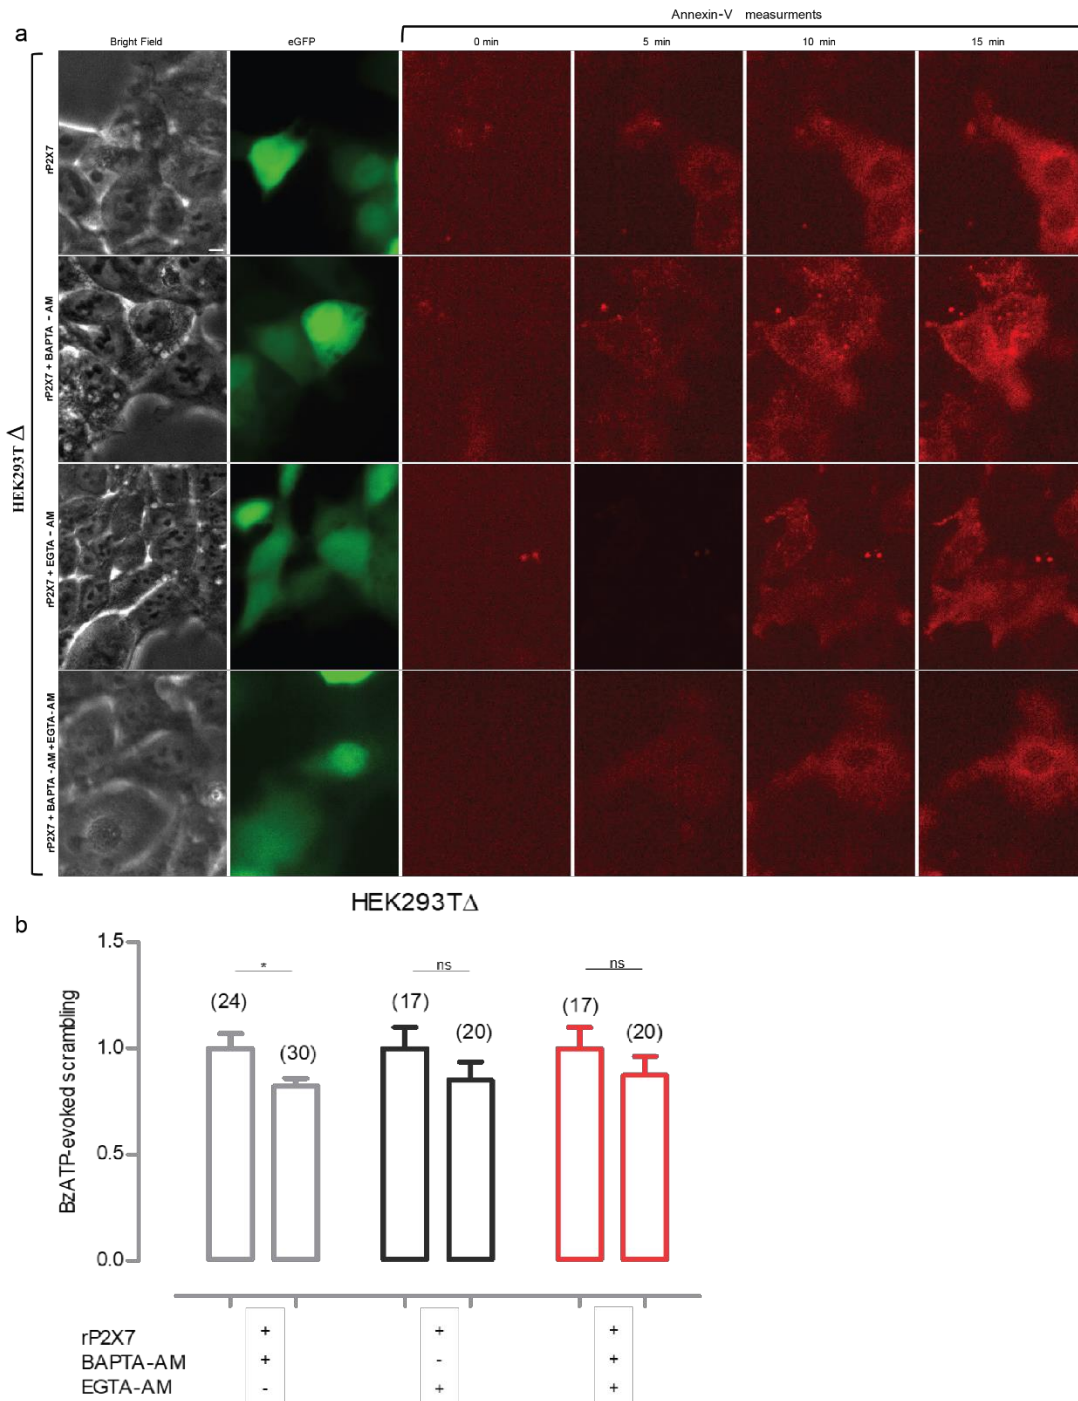 Annexin-V measurments
a
Bright Field eGFP 0 min 5 min 10 min 15 min
HEK293T Δ
rP2X7
rP2X7 + BAPTA - AM
rP2X7 + EGTA - AM
rP2X7 + BAPTA -AM +EGTA-AM
HEK293TΔ
b
BzATP-evoked scrambling
1.5
1.0
0.5
0.0
* ns ns
(24) (30) (17) (20) (17) (20)
rP2X7 + + +
BAPTA-AM + - +
EGTA-AM - + +